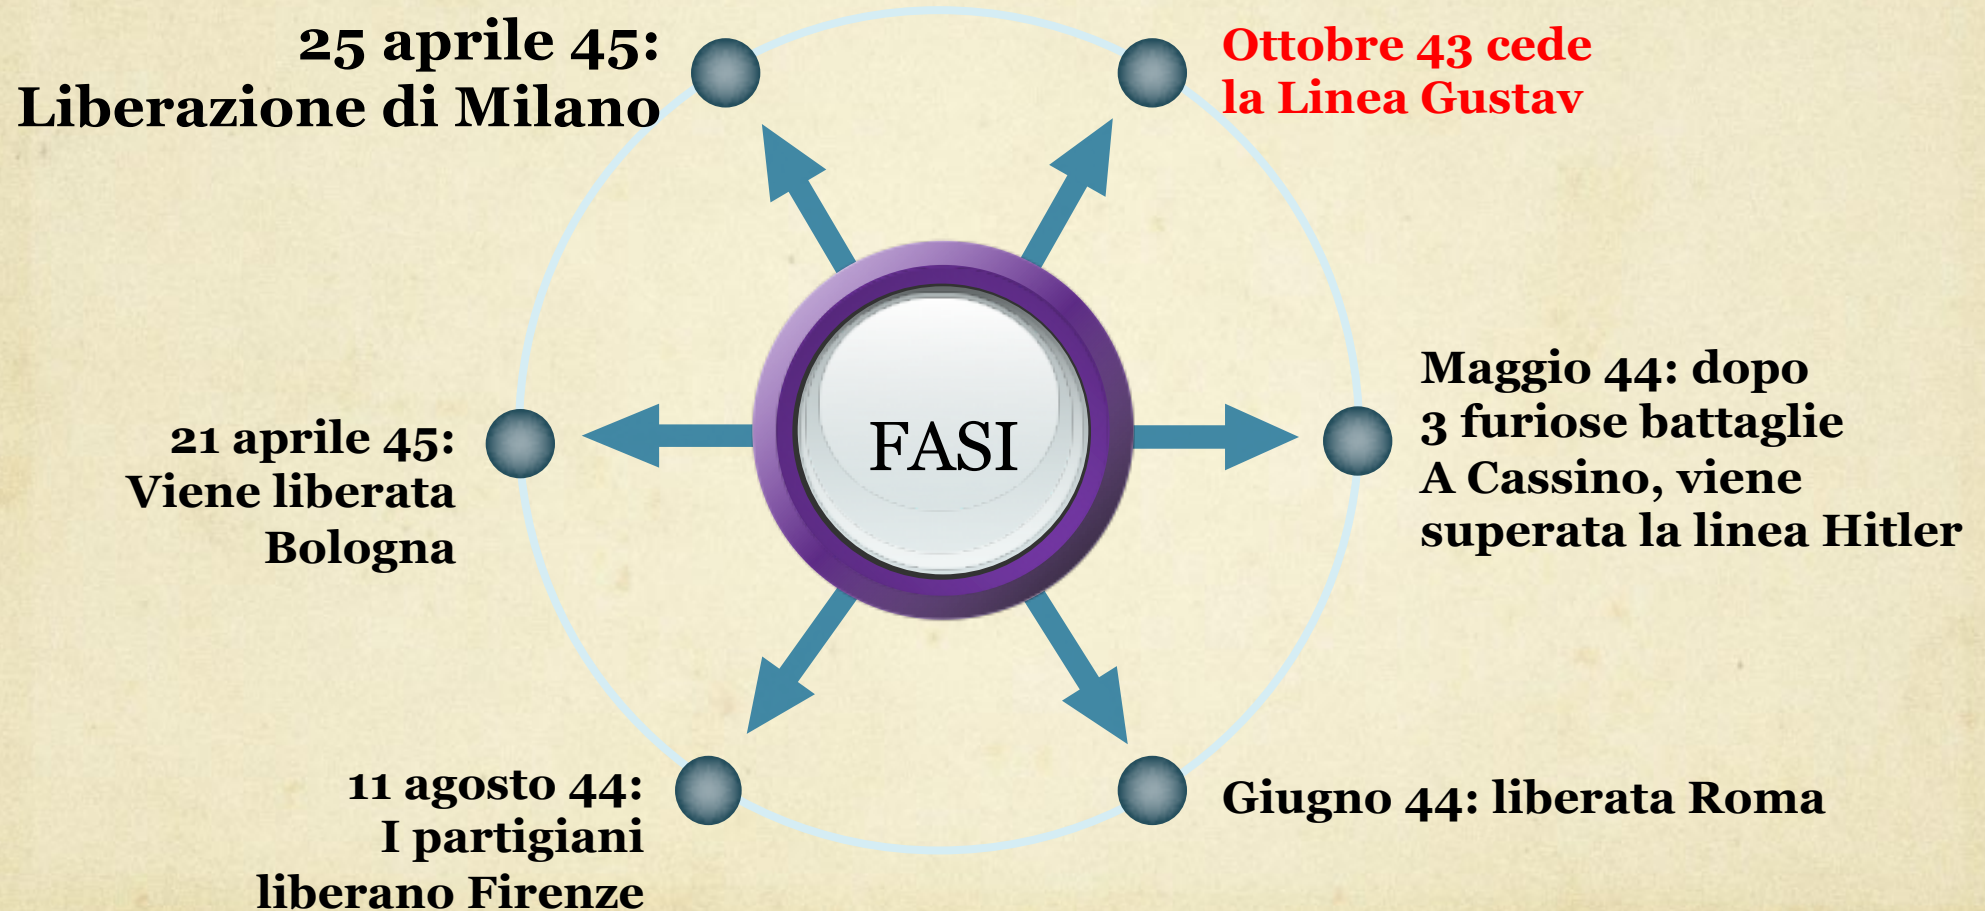 25 aprile 45:
Liberazione di Milano
Ottobre 43 cede
la Linea Gustav
FASI
Maggio 44: dopo
3 furiose battaglie
A Cassino, viene
superata la linea Hitler
21 aprile 45:
Viene liberata
Bologna
11 agosto 44:
I partigiani
liberano Firenze
Giugno 44: liberata Roma